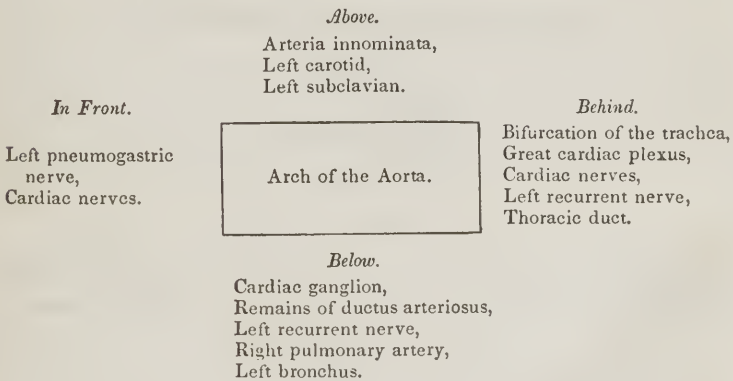 Above.
Arteria innominata,
Left carotid,
Left subclavian.
In Front.
Left pneumogastric
nerve,
Cardiac nerves.
Arch of the Aorta.
Behind.
Bifurcation of the trachea,
Great cardiac plexus,
Cardiac nerves,
Left recurrent nerve,
Thoracic duct.
Below.
Cardiac ganglion,
Remains of ductus arteriosus,
Left recurrent nerve,
Right pulmonary artery,
Left bronchus.